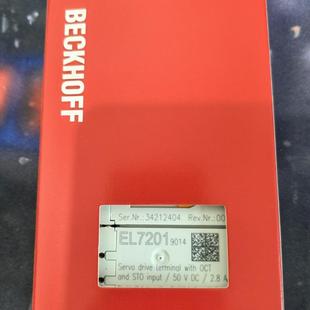 BECKHOFF
Ser.Nr.: 34212404 Rev.Nr.: 00
EL7201 9014
Servo drive terminal with OCT
and STO input / 50 V DC / 2.8 A